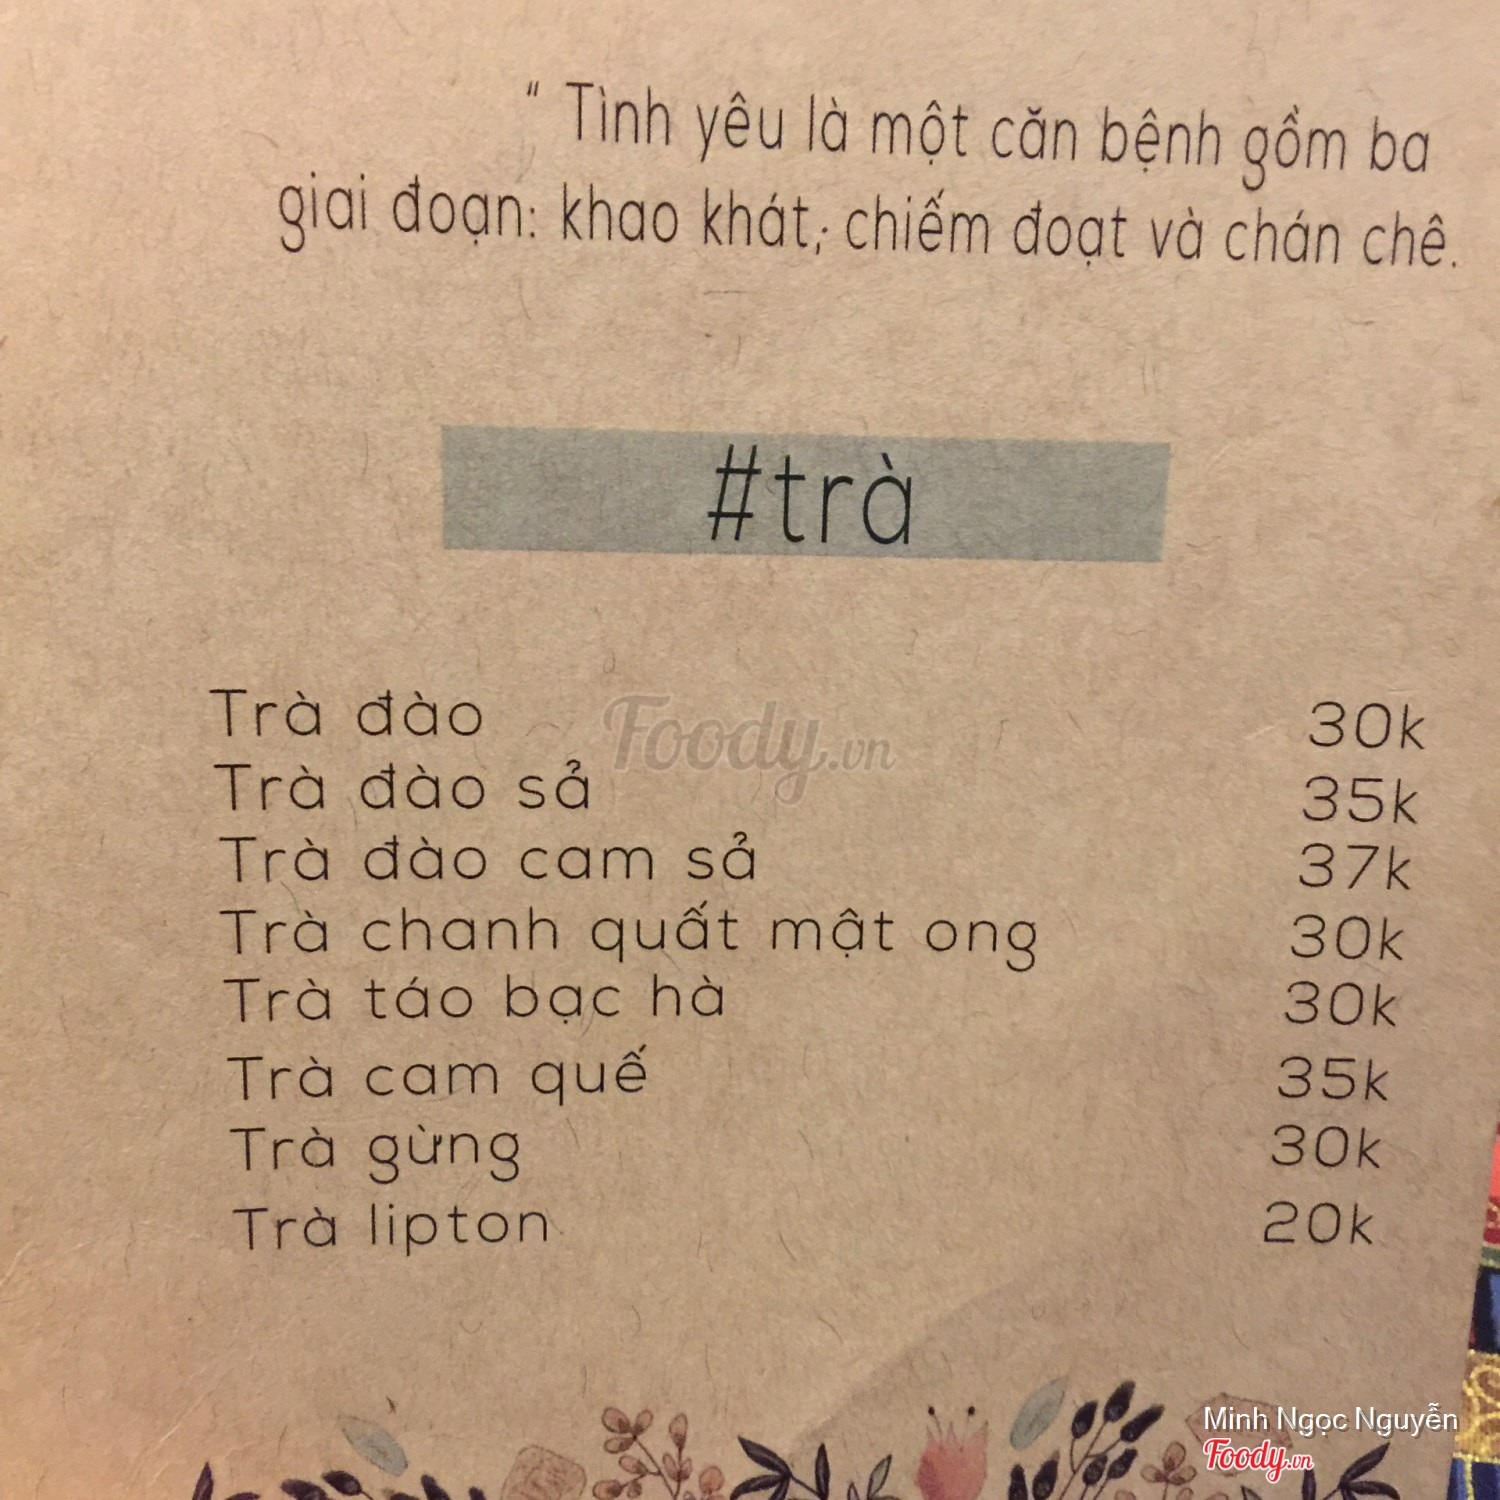 “ Tình yêu là một căn bệnh gồm ba
giai đoạn: khao khát; chiếm đoạt và chán chê.
#trà
Foody.vn
Trà đào 30k
Trà đào sả 35k
Trà đào cam sả 37k
Trà chanh quất mật ong 30k
Trà táo bạc hà 30k
Trà cam quế 35k
Trà gừng 30k
Trà lipton 20k
Minh Ngọc Nguyễn
Foody.vn